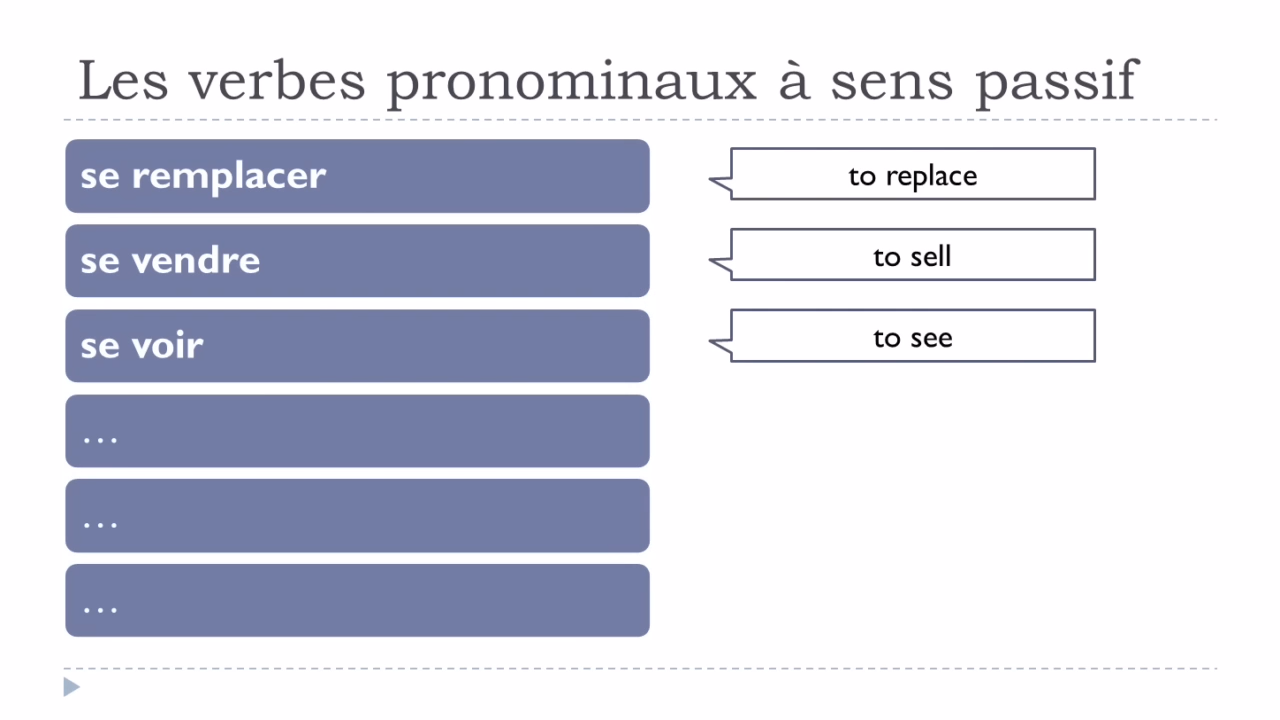 Les verbes pronominaux à sens passif
se remplacer
to replace
se vendre
to sell
se voir
to see
...
...
...